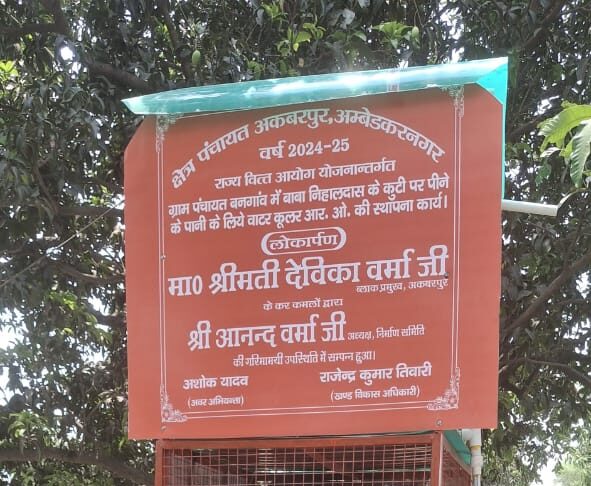 क्षेत्र पंचायत अकबरपुर, अम्बेडकरनगर
वर्ष 2024-25
राज्य वित्त आयोग योजनान्तर्गत
ग्राम पंचायत बनगांव में बाबा निहालदास के कुटी पर पीने
के पानी के लिये वाटर कूलर आर. ओ. की स्थापना कार्य।
लोकार्पण
मा0 श्रीमती देविका वर्मा जी
ब्लाक प्रमुख, अकबरपुर
के कर कमलों द्वारा
श्री आनन्द वर्मा जी अध्यक्ष, निर्माण समिति
की गरिमामयी उपस्थिति में सम्पन्न हुआ।
अशोक यादव राजेन्द्र कुमार तिवारी
(अवर अभियन्ता) (खण्ड विकास अधिकारी)